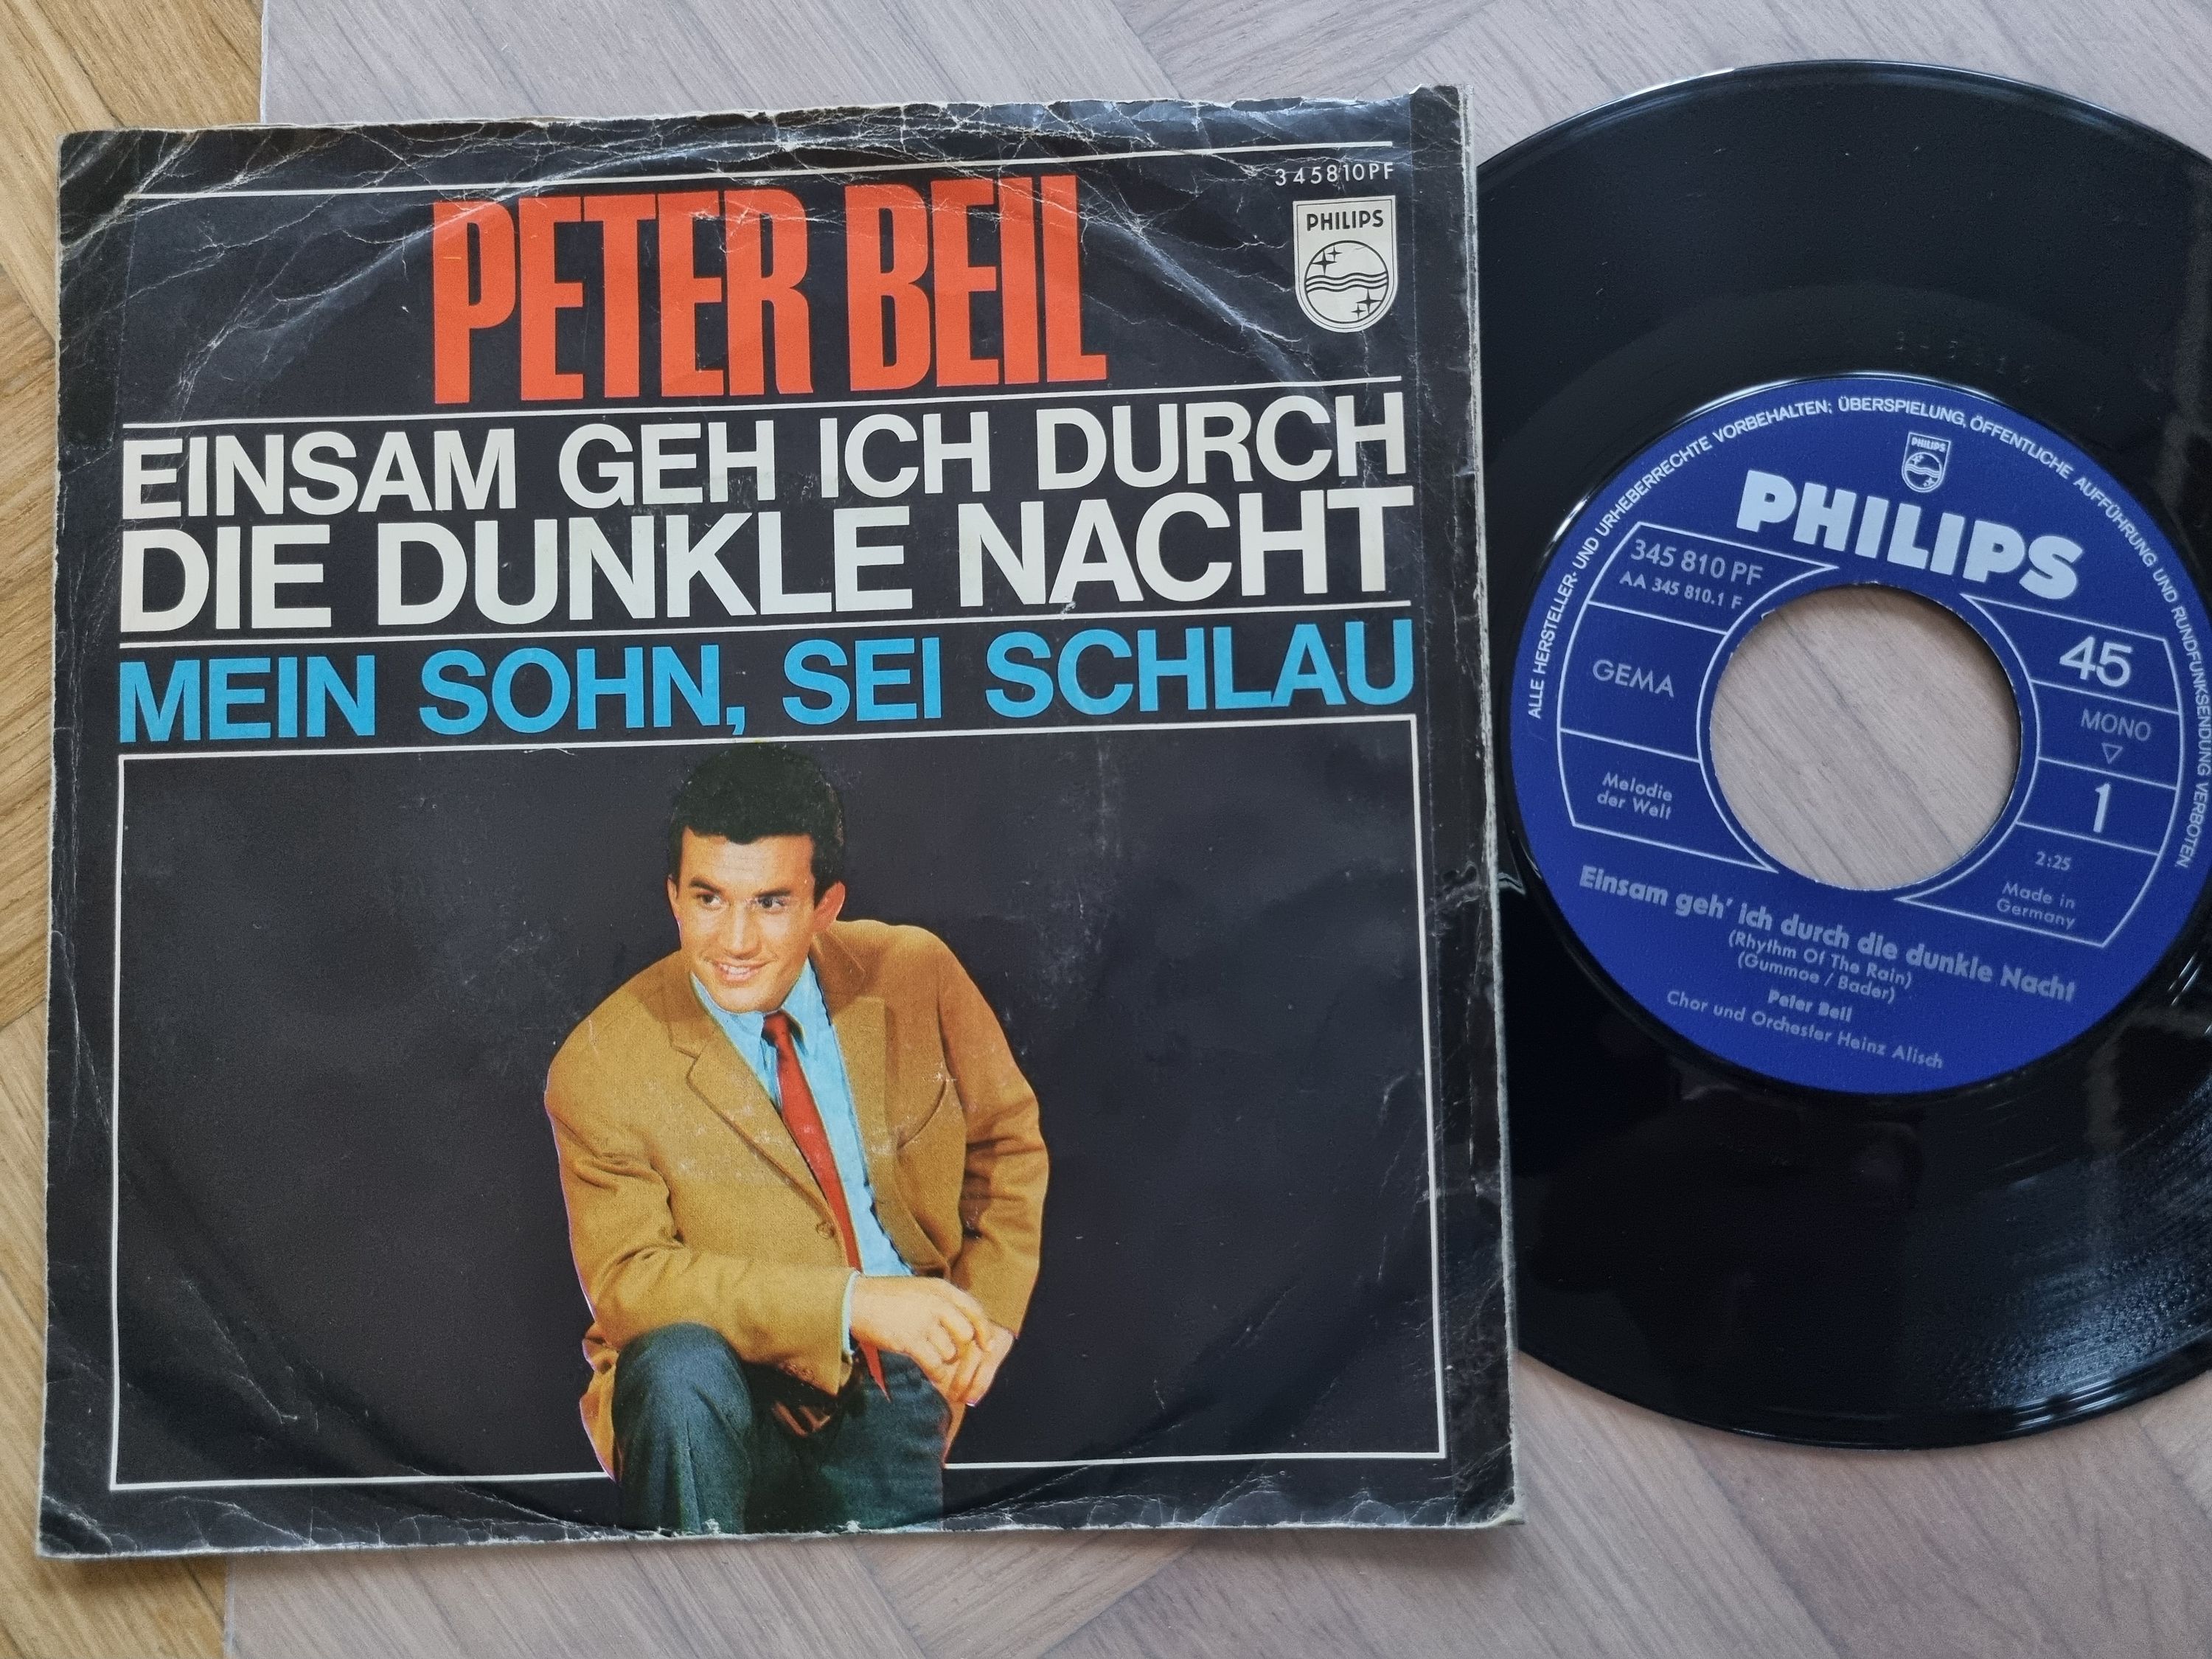 345810PF
PHILIPS
PETER BEIL
EINSAM GEH ICH DURCH
DIE DUNKLE NACHT
MEIN SOHN, SEI SCHLAU
ALLE HERSTELLER- UND URHEBERRECHTE VORBEHALTEN; ÜBERSPIELUNG, ÖFFENTLICHE AUFFÜHRUNG UND RUNDFUNKSENDUNG VERBOTEN.
PHILIPS
PHILIPS
345 810 PF
AA 345 810.1 F
GEMA
Melodie
der Welt
45
MONO
1
2:25
Made in
Germany
Einsam geh' ich durch die dunkle Nacht
(Rhythm Of The Rain)
(Gummoe / Bader)
Peter Beil
Chor und Orchester Heinz Alisch